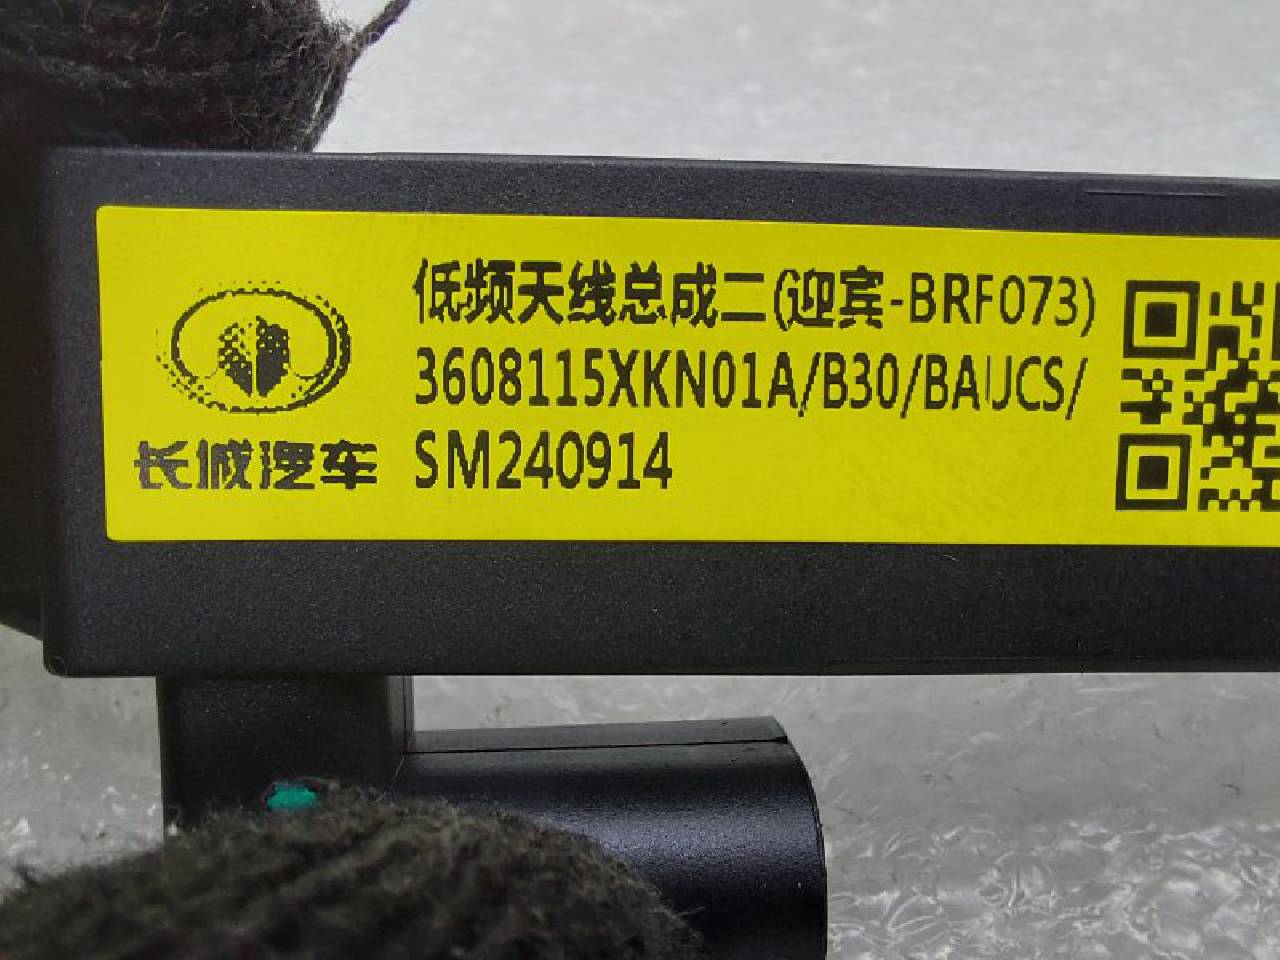 低频天线总成二(迎宾-BRF073)
3608115XKN01A/B30/BAUCS/
长城汽车 SM240914